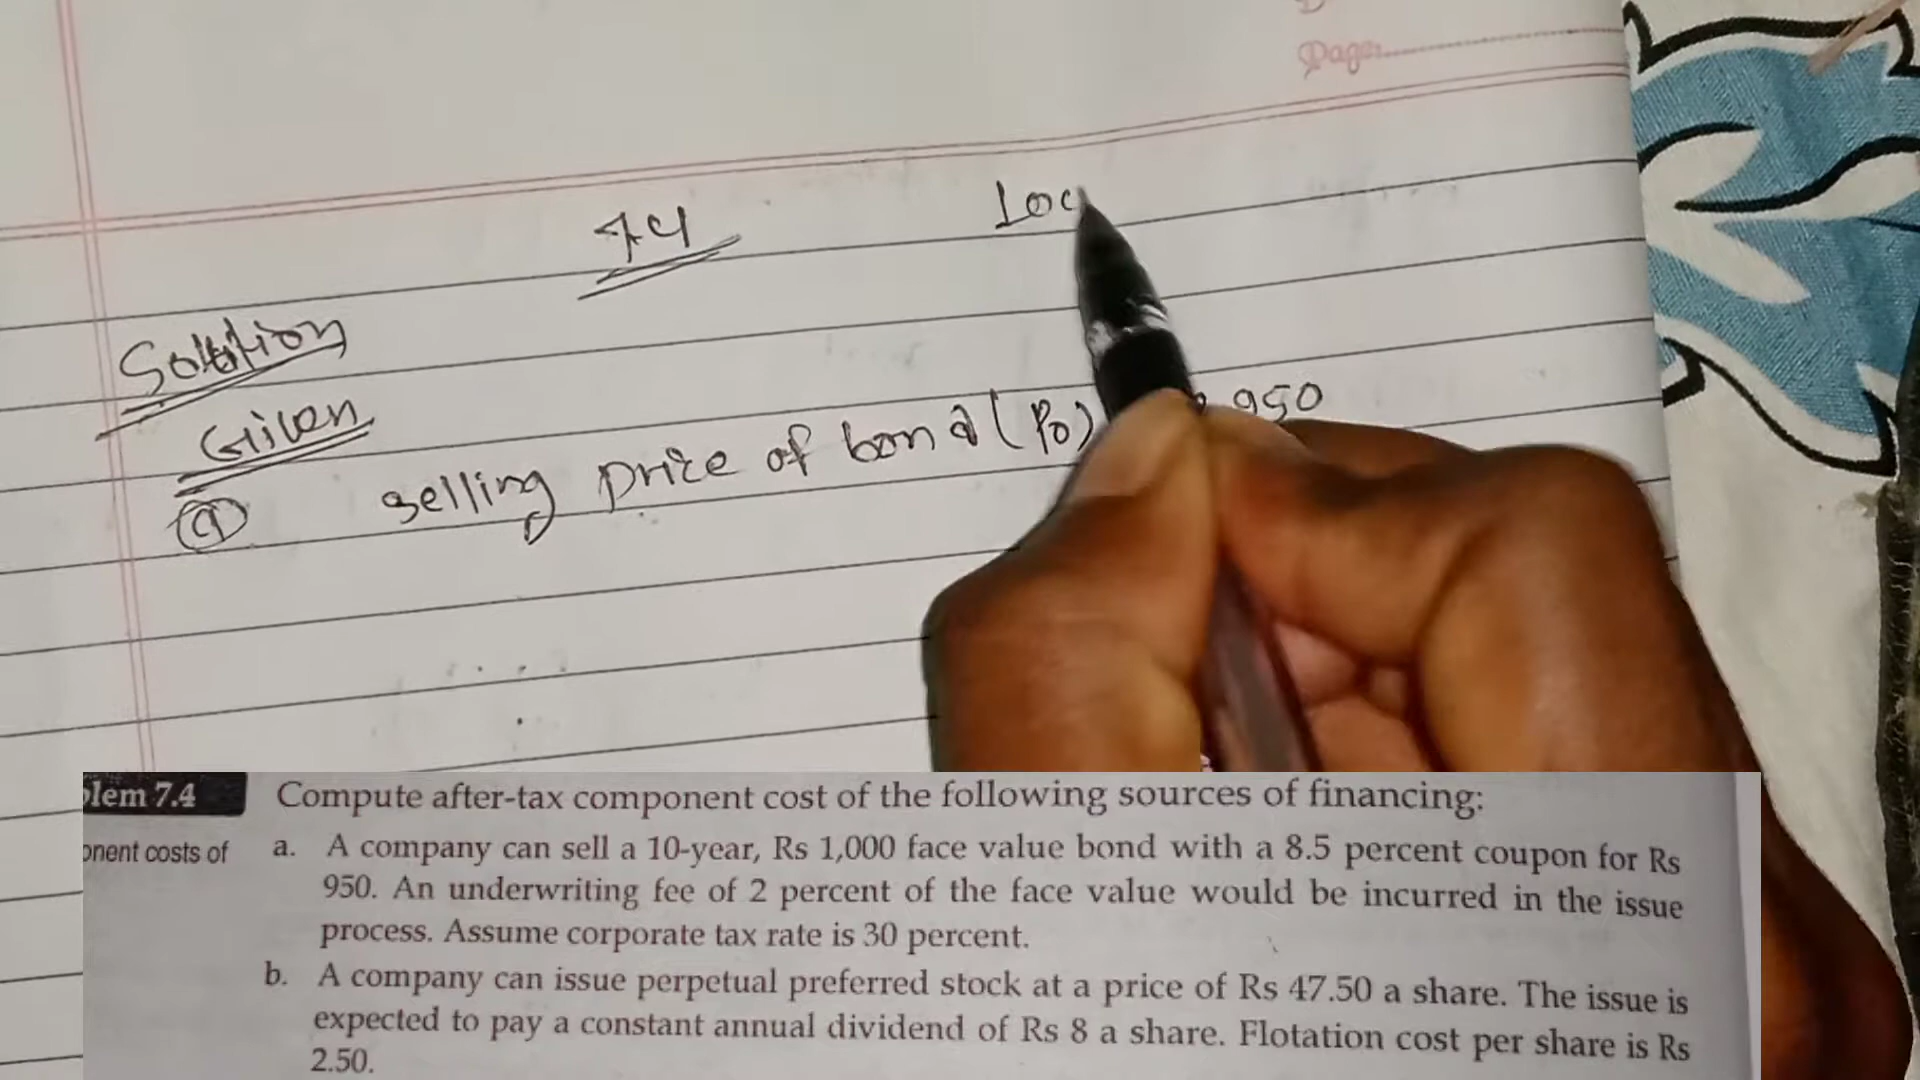 Page:
7.4
Loc
Solution
Given
a selling price of bond (P0) 950
lem 7.4 Compute after-tax component cost of the following sources of financing:
onent costs of a. A company can sell a 10-year, Rs 1,000 face value bond with a 8.5 percent coupon for Rs
950. An underwriting fee of 2 percent of the face value would be incurred in the issue
process. Assume corporate tax rate is 30 percent.
b. A company can issue perpetual preferred stock at a price of Rs 47.50 a share. The issue is
expected to pay a constant annual dividend of Rs 8 a share. Flotation cost per share is Rs
2.50.